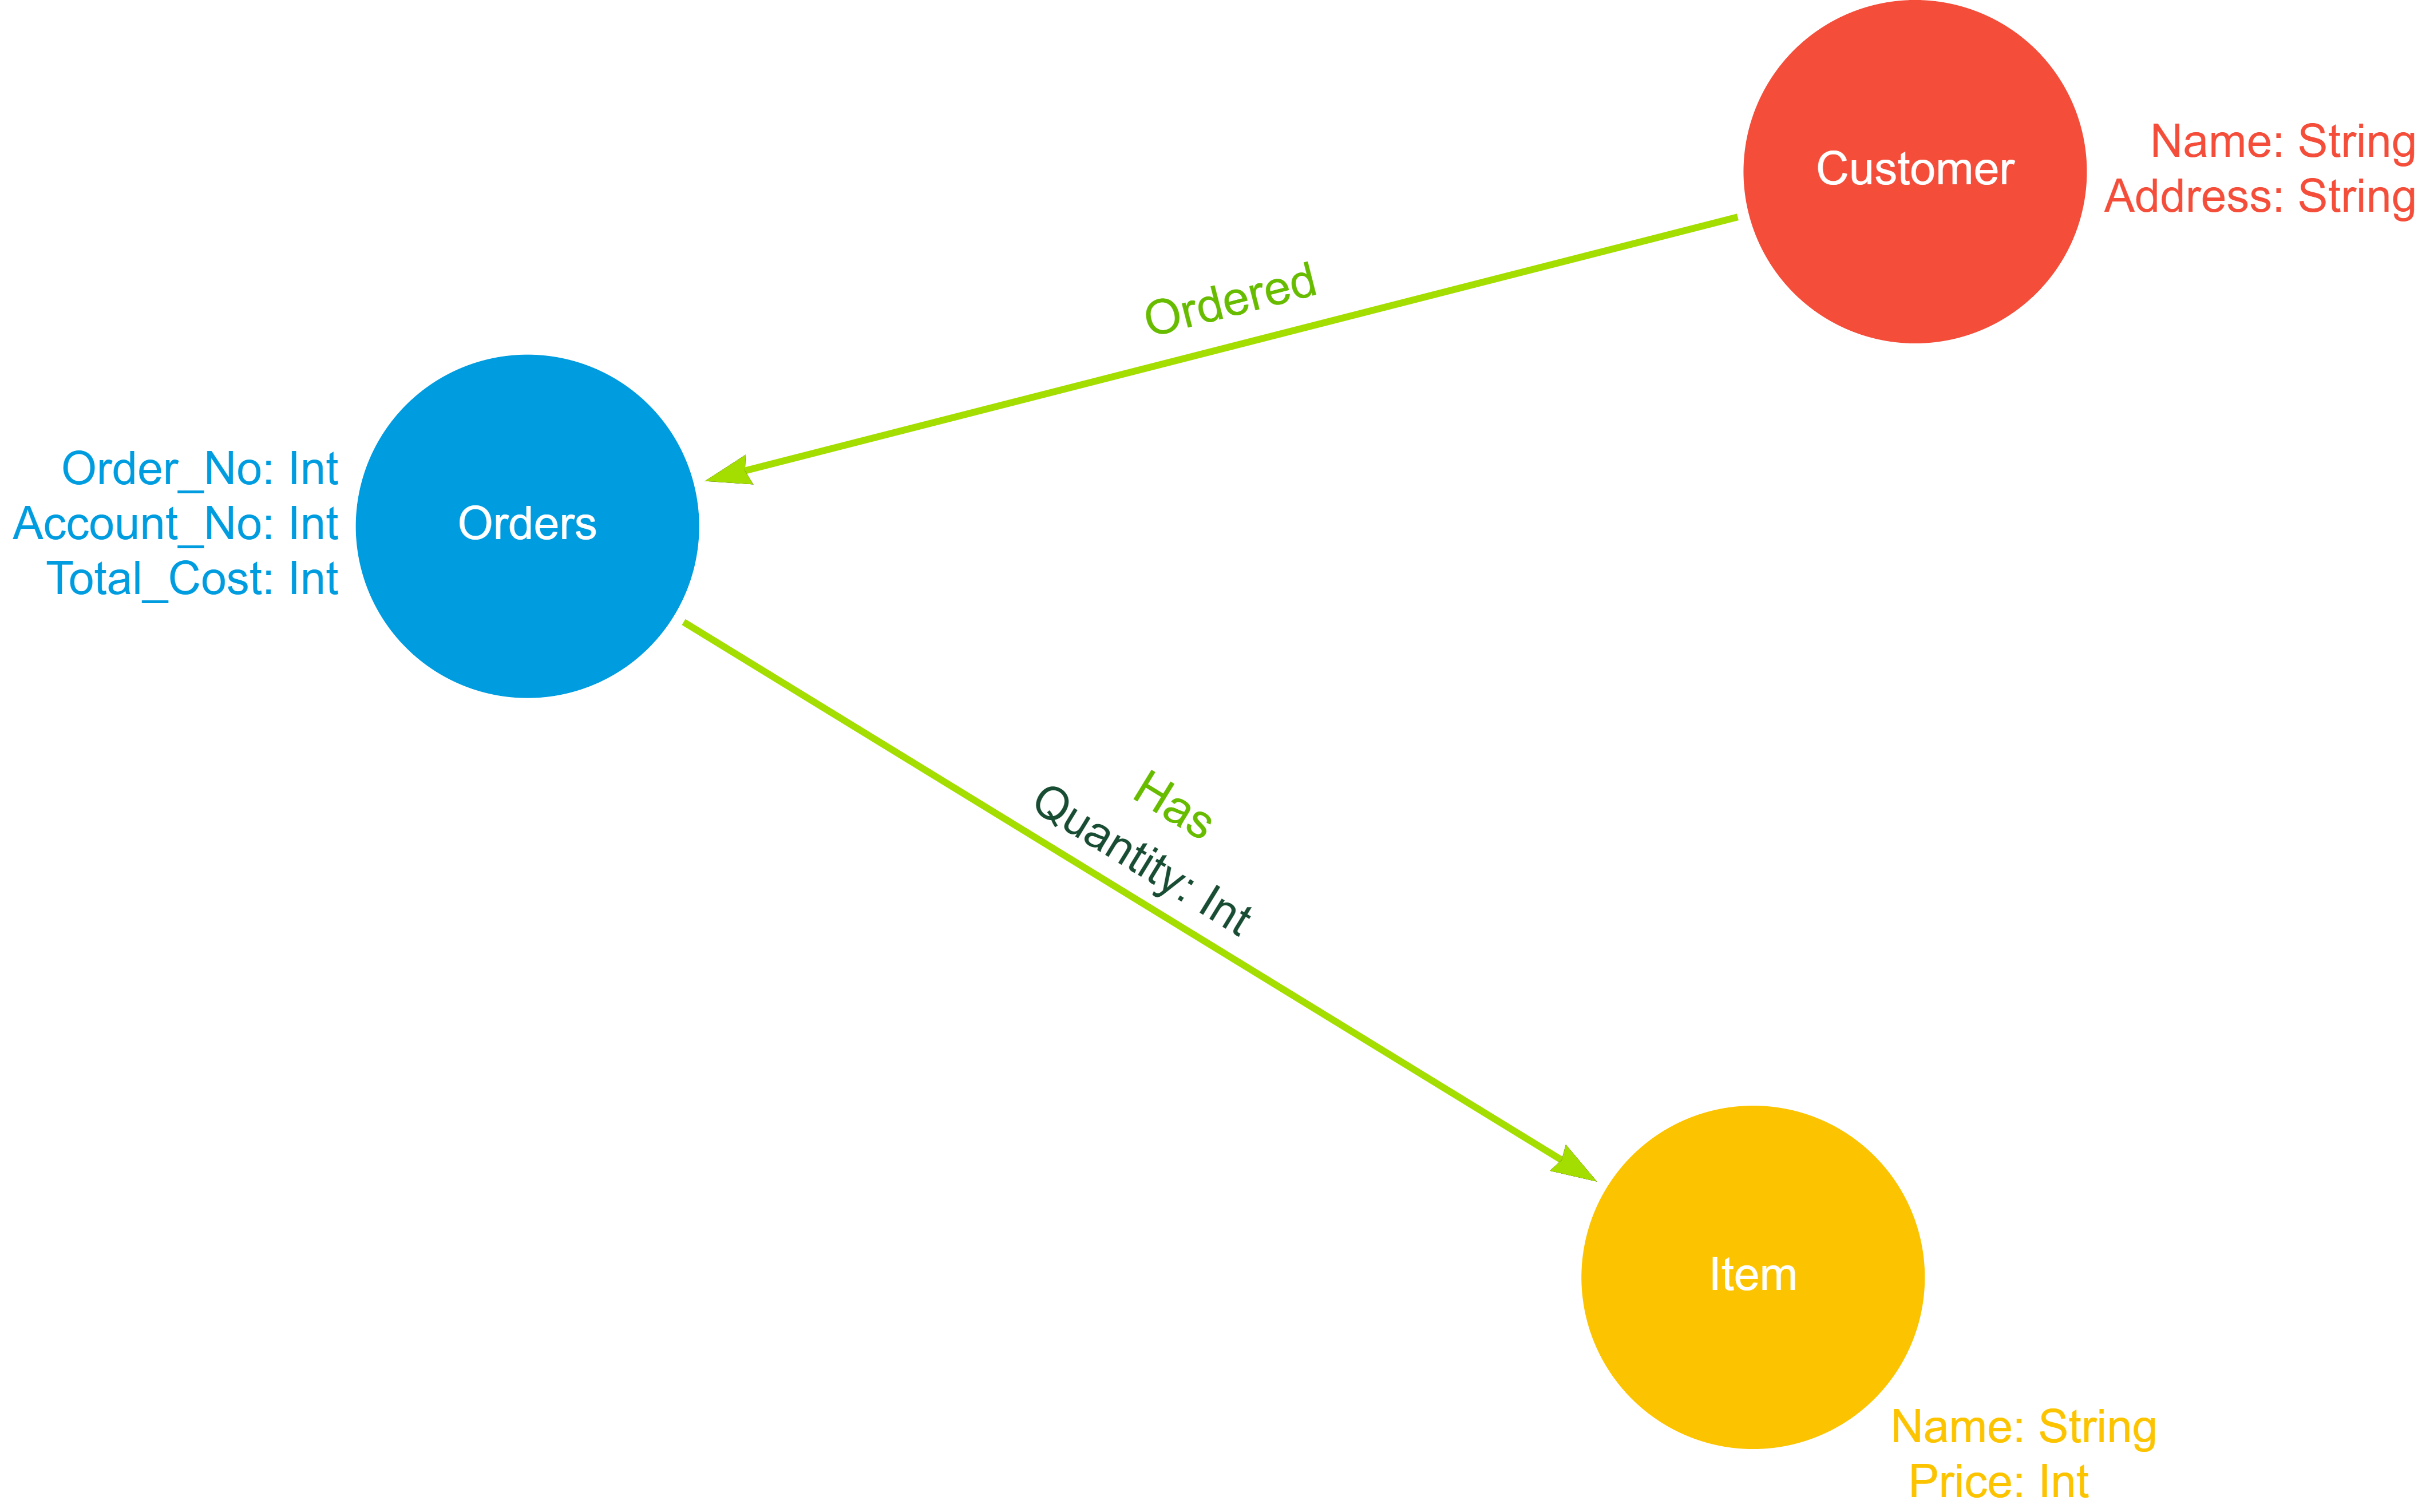 Customer
Name: String
Address: String
Ordered
Orders
Order_No: Int
Account_No: Int
Total_Cost: Int
Has
Quantity: Int
Item
Name: String
Price: Int